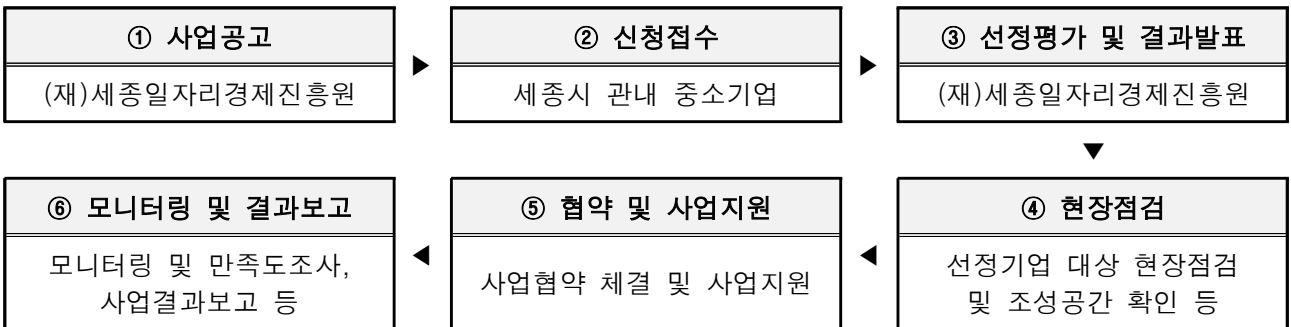 ① 사업공고
(재)세종일자리경제진흥원
▶
② 신청접수
세종시 관내 중소기업
▶
③ 선정평가 및 결과발표
(재)세종일자리경제진흥원
▼
④ 현장점검
선정기업 대상 현장점검
및 조성공간 확인 등
◀
⑤ 협약 및 사업지원
사업협약 체결 및 사업지원
◀
⑥ 모니터링 및 결과보고
모니터링 및 만족도조사,
사업결과보고 등